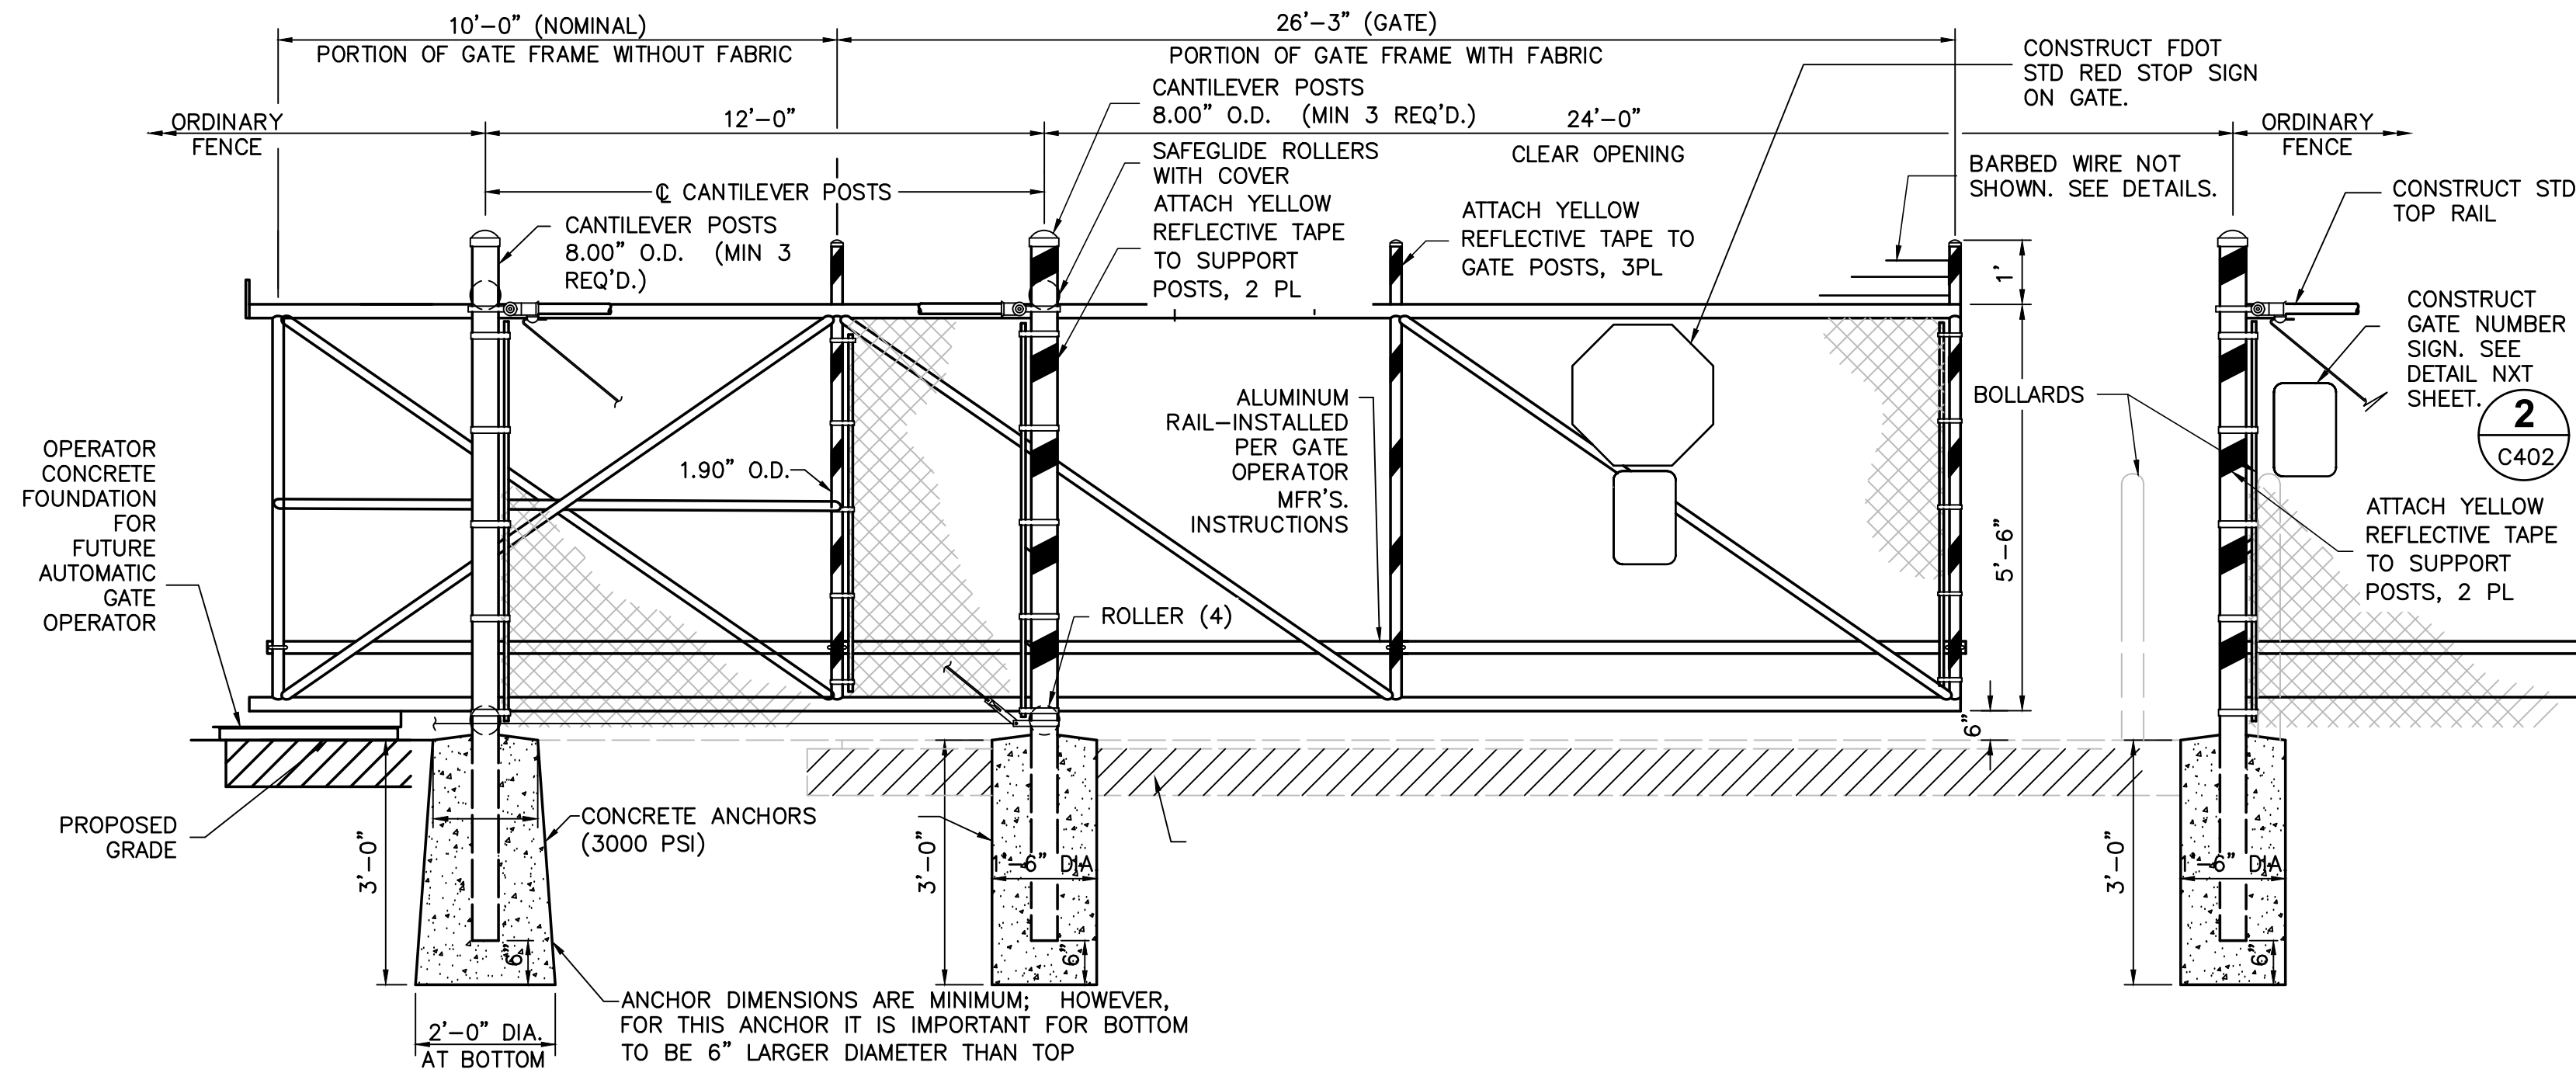 10'-0" (NOMINAL)
PORTION OF GATE FRAME WITHOUT FABRIC
26'-3" (GATE)
PORTION OF GATE FRAME WITH FABRIC
CONSTRUCT FDOT
STD RED STOP SIGN
ON GATE.
ORDINARY
FENCE
12'-0"
CANTILEVER POSTS
8.00" O.D. (MIN 3 REQ'D.)
24'-0"
CLEAR OPENING
ORDINARY
FENCE
℄ CANTILEVER POSTS
CANTILEVER POSTS
8.00" O.D. (MIN 3
REQ'D.)
SAFEGLIDE ROLLERS
WITH COVER
ATTACH YELLOW
REFLECTIVE TAPE
TO SUPPORT
POSTS, 2 PL
ATTACH YELLOW
REFLECTIVE TAPE TO
GATE POSTS, 3PL
BARBED WIRE NOT
SHOWN. SEE DETAILS.
CONSTRUCT STD
TOP RAIL
1'
CONSTRUCT
GATE NUMBER
SIGN. SEE
DETAIL NXT
SHEET.
2
C402
BOLLARDS
ALUMINUM
RAIL-INSTALLED
PER GATE
OPERATOR
MFR'S.
INSTRUCTIONS
1.90" O.D.
OPERATOR
CONCRETE
FOUNDATION
FOR
FUTURE
AUTOMATIC
GATE
OPERATOR
5'-6"
ATTACH YELLOW
REFLECTIVE TAPE
TO SUPPORT
POSTS, 2 PL
ROLLER (4)
6"
PROPOSED
GRADE
3'-0"
CONCRETE ANCHORS
(3000 PSI)
3'-0"
1'-6" DIA
3'-0"
1'-6" DIA
6"
6"
6"
2'-0" DIA.
AT BOTTOM
ANCHOR DIMENSIONS ARE MINIMUM; HOWEVER,
FOR THIS ANCHOR IT IS IMPORTANT FOR BOTTOM
TO BE 6" LARGER DIAMETER THAN TOP